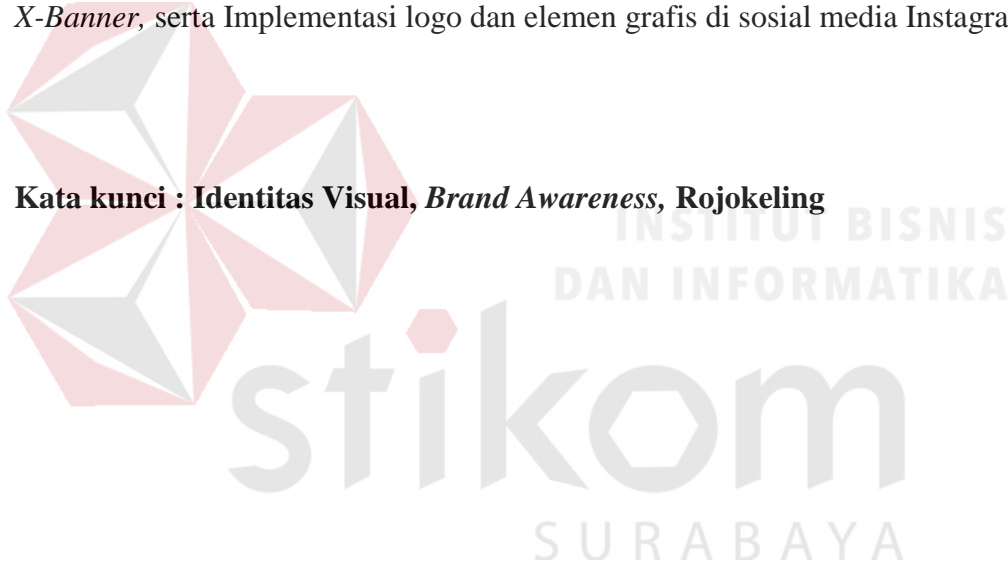 X-Banner, serta Implementasi logo dan elemen grafis di sosial media Instagra
Kata kunci : Identitas Visual, Brand Awareness, Rojokeling
INSTITUT BISNIS
DAN INFORMATIKA
stikom
SURABAYA